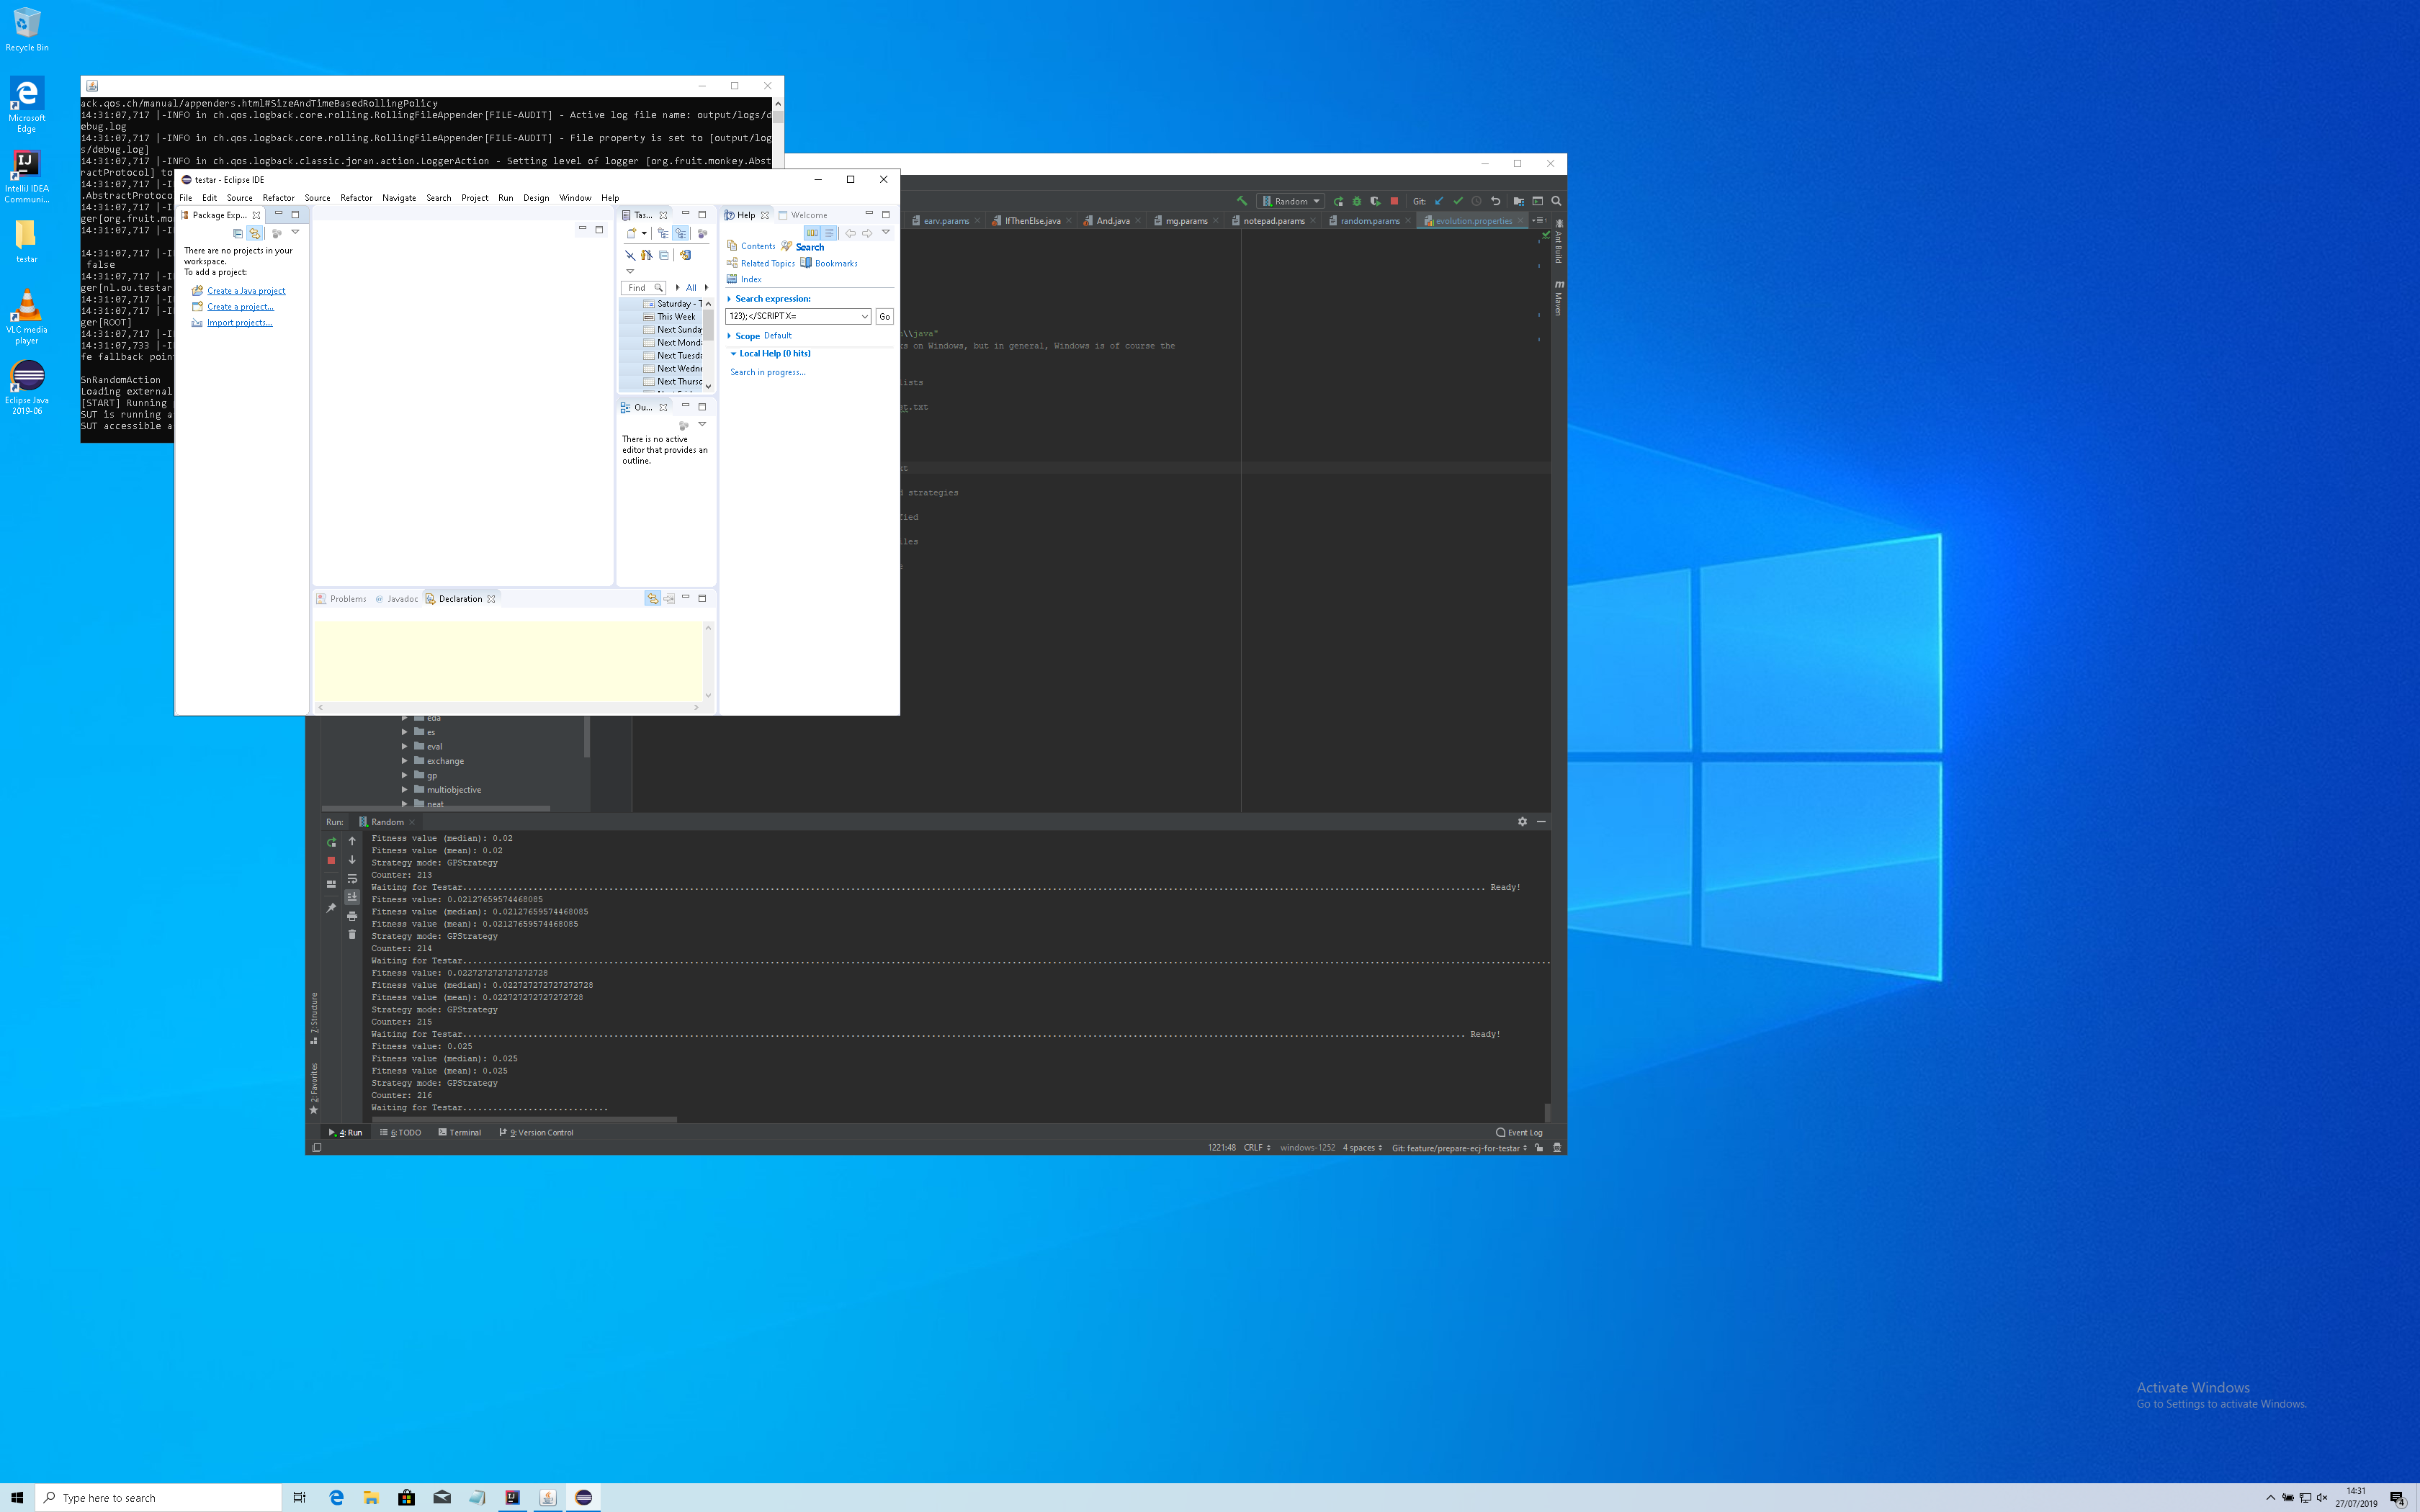 Recycle Bin
Microsoft
Edge
IntelliJ IDEA
Communi...
testar
VLC media
player
Eclipse Java
2019-06
ack.qos.ch/manual/appenders.html#SizeAndTimeBasedRollingPolicy
14:31:07,717 |-INFO in ch.qos.logback.core.rolling.RollingFileAppender[FILE-AUDIT] - Active log file name: output/logs/d
ebug.log
14:31:07,717 |-INFO in ch.qos.logback.core.rolling.RollingFileAppender[FILE-AUDIT] - File property is set to [output/log
s/debug.log]
14:31:07,717 |-INFO in ch.qos.logback.classic.joran.action.LoggerAction - Setting level of logger [org.fruit.monkey.Abst
ractProtocol] to
14:31:07,717 |-I
.AbstractProtoco
14:31:07,717 |-I
ger[org.fruit.mo
14:31:07,717 |-I
14:31:07,717 |-I
false
14:31:07,717 |-I
ger[nl.ou.testar
14:31:07,717 |-I
14:31:07,717 |-I
ger[ROOT]
14:31:07,717 |-I
14:31:07,733 |-I
fe fallback poin
SnRandomAction
Loading external
[START] Running
SUT is running a
SUT accessible a
testar - Eclipse IDE
File Edit Source Refactor Source Refactor Navigate Search Project Run Design Window Help
Package Exp...
There are no projects in your
workspace.
To add a project:
Create a Java project
Create a project...
Import projects...
Tas...
Find
All
Saturday - T
This Week
Next Sunday
Next Monda
Next Tuesda
Next Wedne
Next Thursd
Ou...
There is no active
editor that provides an
outline.
Help Welcome
Contents Search
Related Topics Bookmarks
Index
Search expression:
123);</SCRIPT X=
Go
Scope Default
Local Help (0 hits)
Search in progress...
Problems Javadoc Declaration
Random Git:
earv.params IfThenElse.java And.java mg.params notepad.params random.params evolution.properties
Ant Build
Maven
\\java"
s on Windows, but in general, Windows is of course the
ists
t.txt
xt
d strategies
fied
les
eda
es
eval
exchange
gp
multiobjective
neat
Run: Random
Fitness value (median): 0.02
Fitness value (mean): 0.02
Strategy mode: GPStrategy
Counter: 213
Waiting for Testar........ Ready!
Fitness value: 0.02127659574468085
Fitness value (median): 0.02127659574468085
Fitness value (mean): 0.02127659574468085
Strategy mode: GPStrategy
Counter: 214
Waiting for Testar........
Fitness value: 0.022727272727272728
Fitness value (median): 0.022727272727272728
Fitness value (mean): 0.022727272727272728
Strategy mode: GPStrategy
Counter: 215
Waiting for Testar........ Ready!
Fitness value: 0.025
Fitness value (median): 0.025
Fitness value (mean): 0.025
Strategy mode: GPStrategy
Counter: 216
Waiting for Testar.............................
7: Structure
2: Favorites
4: Run 6: TODO Terminal 9: Version Control
Event Log
1221:48 CRLF windows-1252 4 spaces Git: feature/prepare-ecj-for-testar
Activate Windows
Go to Settings to activate Windows.
Type here to search
14:31
27/07/2019
4